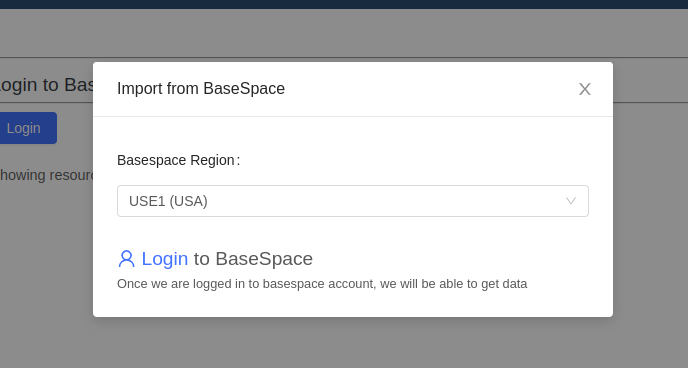 Import from BaseSpace
ogin to Bas
Login
howing resour
Basespace Region :
USE1 (USA)
Login to BaseSpace
Once we are logged in to basespace account, we will be able to get data